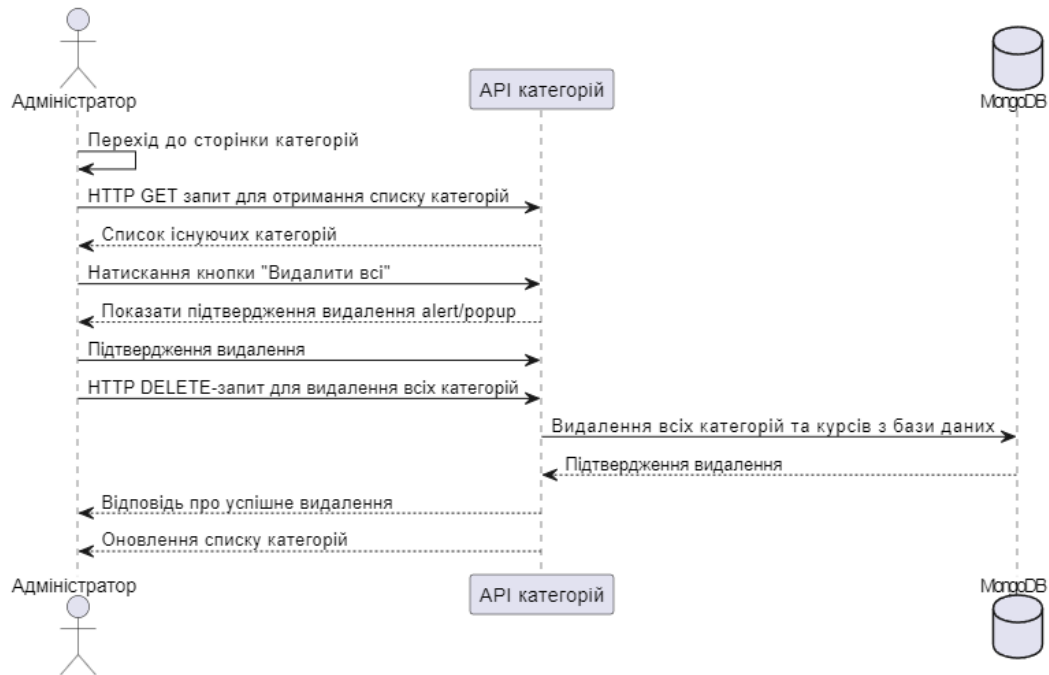 Адміністратор
API категорій
MongoDB
Перехід до сторінки категорій
HTTP GET запит для отримання списку категорій
Список існуючих категорій
Натискання кнопки "Видалити всі"
Показати підтвердження видалення alert/popup
Підтвердження видалення
HTTP DELETE-запит для видалення всіх категорій
Видалення всіх категорій та курсів з бази даних
Підтвердження видалення
Відповідь про успішне видалення
Оновлення списку категорій
Адміністратор
API категорій
MongoDB